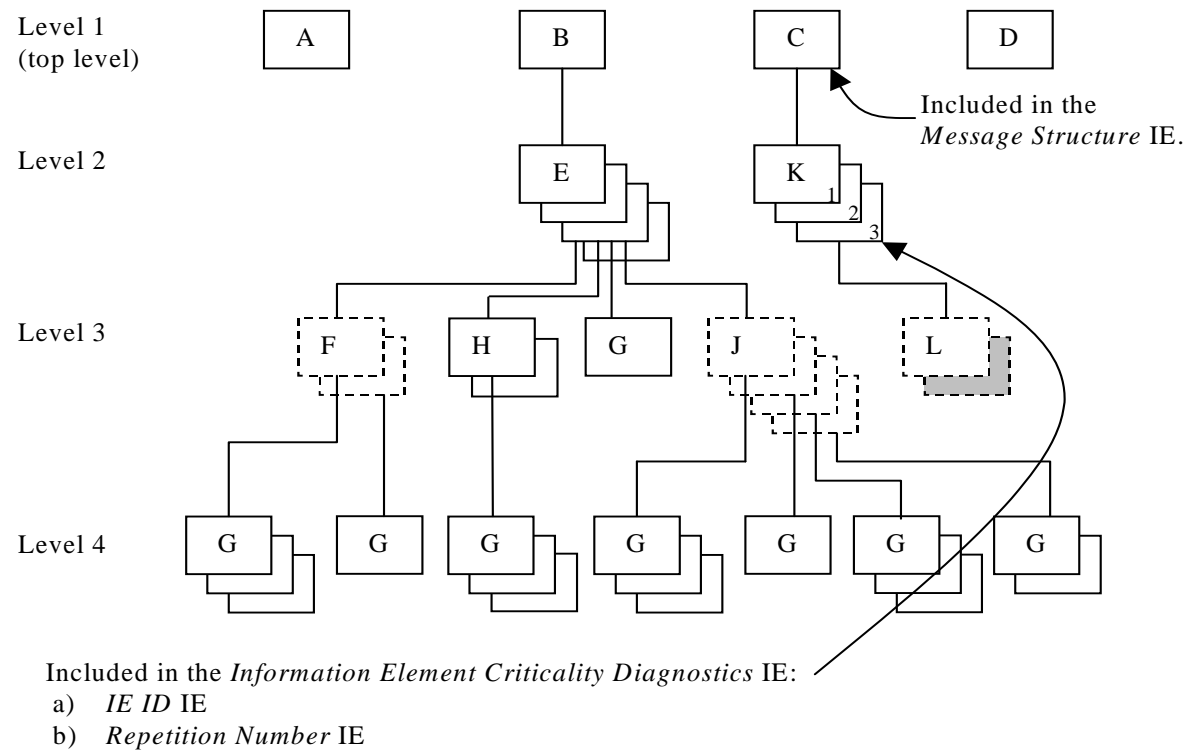 Level 1
(top level)
A
B
C
D
Included in the
Message Structure IE.
Level 2
E
K
1
2
3
Level 3
F
H
G
J
L
Level 4
G
G
G
G
G
G
G
Included in the Information Element Criticality Diagnostics IE:
a) IE ID IE
b) Repetition Number IE